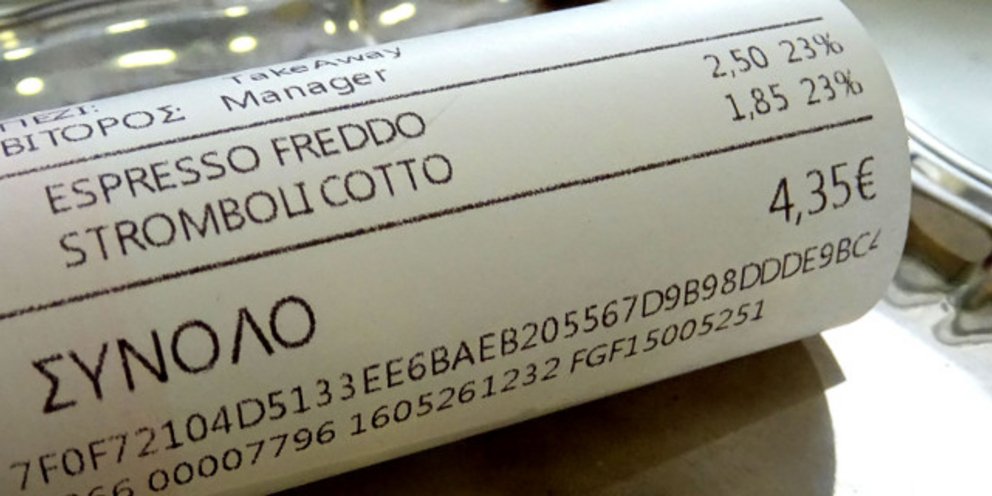 ΠΕΖΙ: TakeAway
ΒΙΤΟΡΟΣ Manager
ESPRESSO FREDDO 2,50 23%
STROMBOLI COTTO 1,85 23%
ΣΥΝΟΛΟ 4,35€
7F0F72104D5133EE6BAEB205567D9B98DDDE9BC
00007796 1605261232 FGF15005251